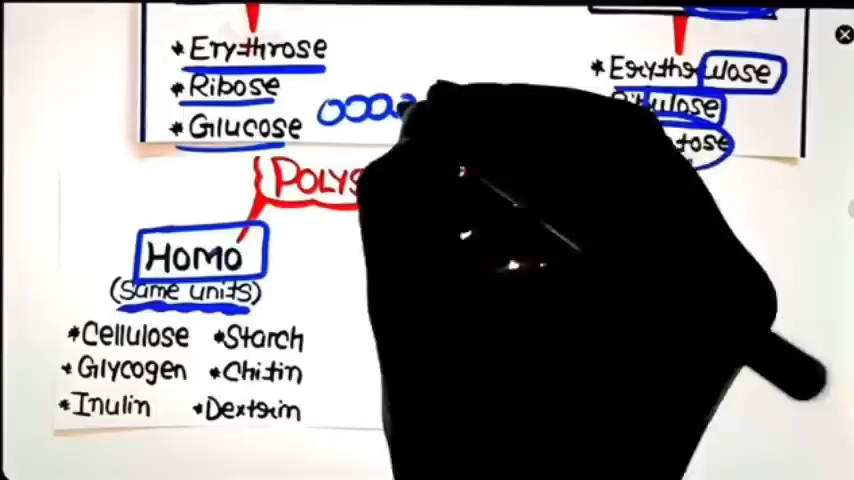 *Erythrose
*Ribose
*Glucose
*Erythrulose
POLYS
HOMO
(Same units)
*Cellulose *Starch
*Glycogen *Chitin
*Inulin *Dextrin